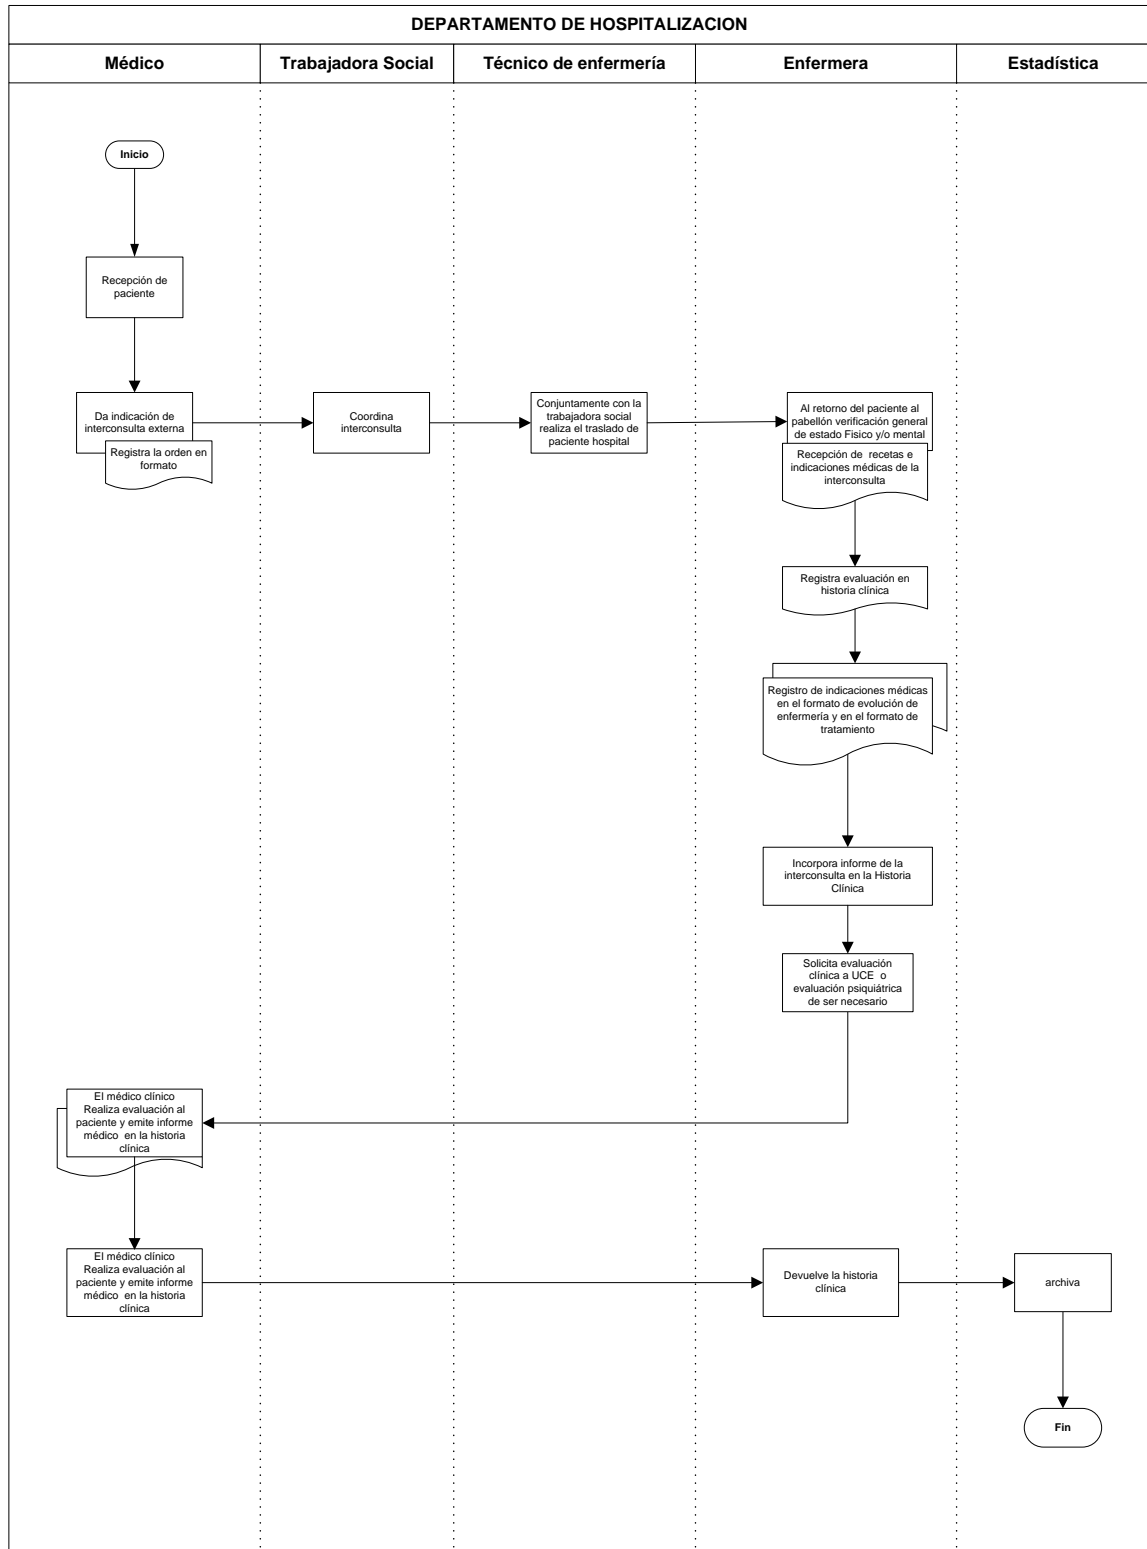 DEPARTAMENTO DE HOSPITALIZACION
Médico
Trabajadora Social
Técnico de enfermería
Enfermera
Estadística
Inicio
Recepción de
paciente
Da indicación de
interconsulta externa
Registra la orden en
formato
Coordina
interconsulta
Conjuntamente con la
trabajadora social
realiza el traslado de
paciente hospital
Al retorno del paciente al
pabellón verificación general
de estado Fisico y/o mental
Recepción de recetas e
indicaciones médicas de la
interconsulta
Registra evaluación en
historia clínica
Registro de indicaciones médicas
en el formato de evolución de
enfermería y en el formato de
tratamiento
Incorpora informe de la
interconsulta en la Historia
Clínica
Solicita evaluación
clínica a UCE o
evaluación psiquiátrica
de ser necesario
El médico clínico
Realiza evaluación al
paciente y emite informe
médico en la historia
clínica
El médico clínico
Realiza evaluación al
paciente y emite informe
médico en la historia
clínica
Devuelve la historia
clínica
archiva
Fin